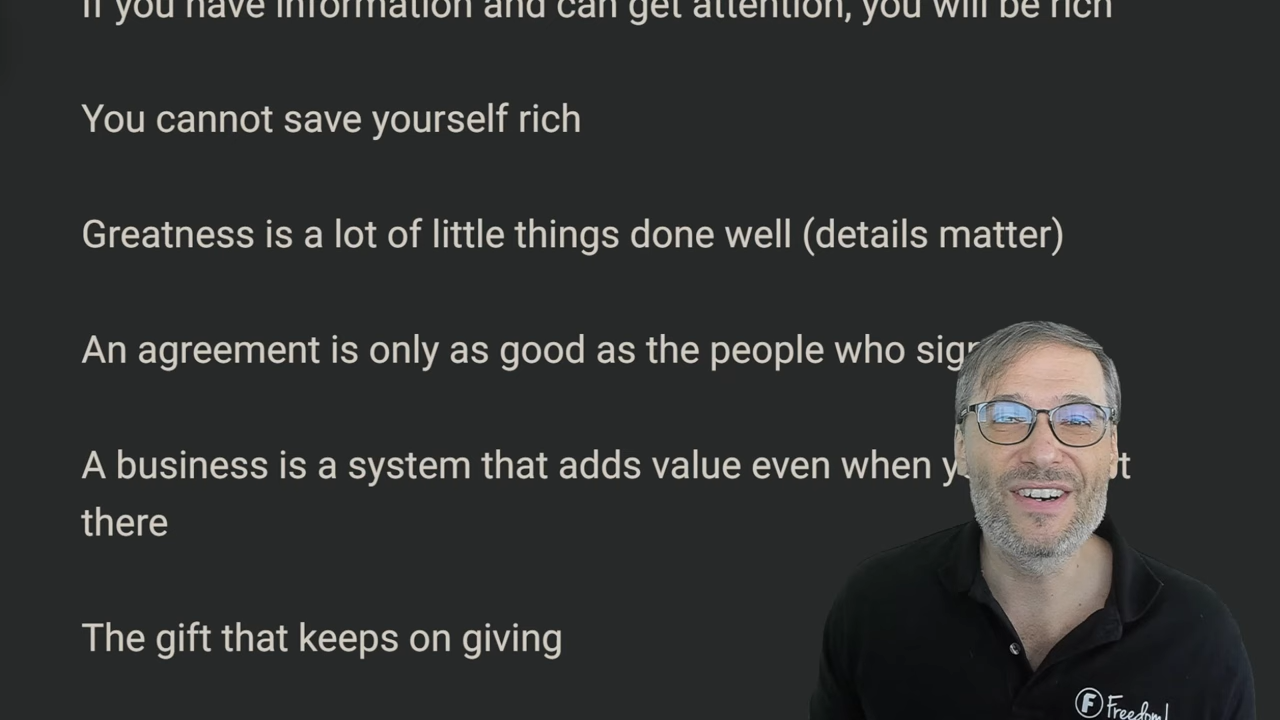 If you have information and can get attention, you will be rich
You cannot save yourself rich
Greatness is a lot of little things done well (details matter)
An agreement is only as good as the people who
A business is a system that adds value even when
there
The gift that keeps on giving
F Freedom!